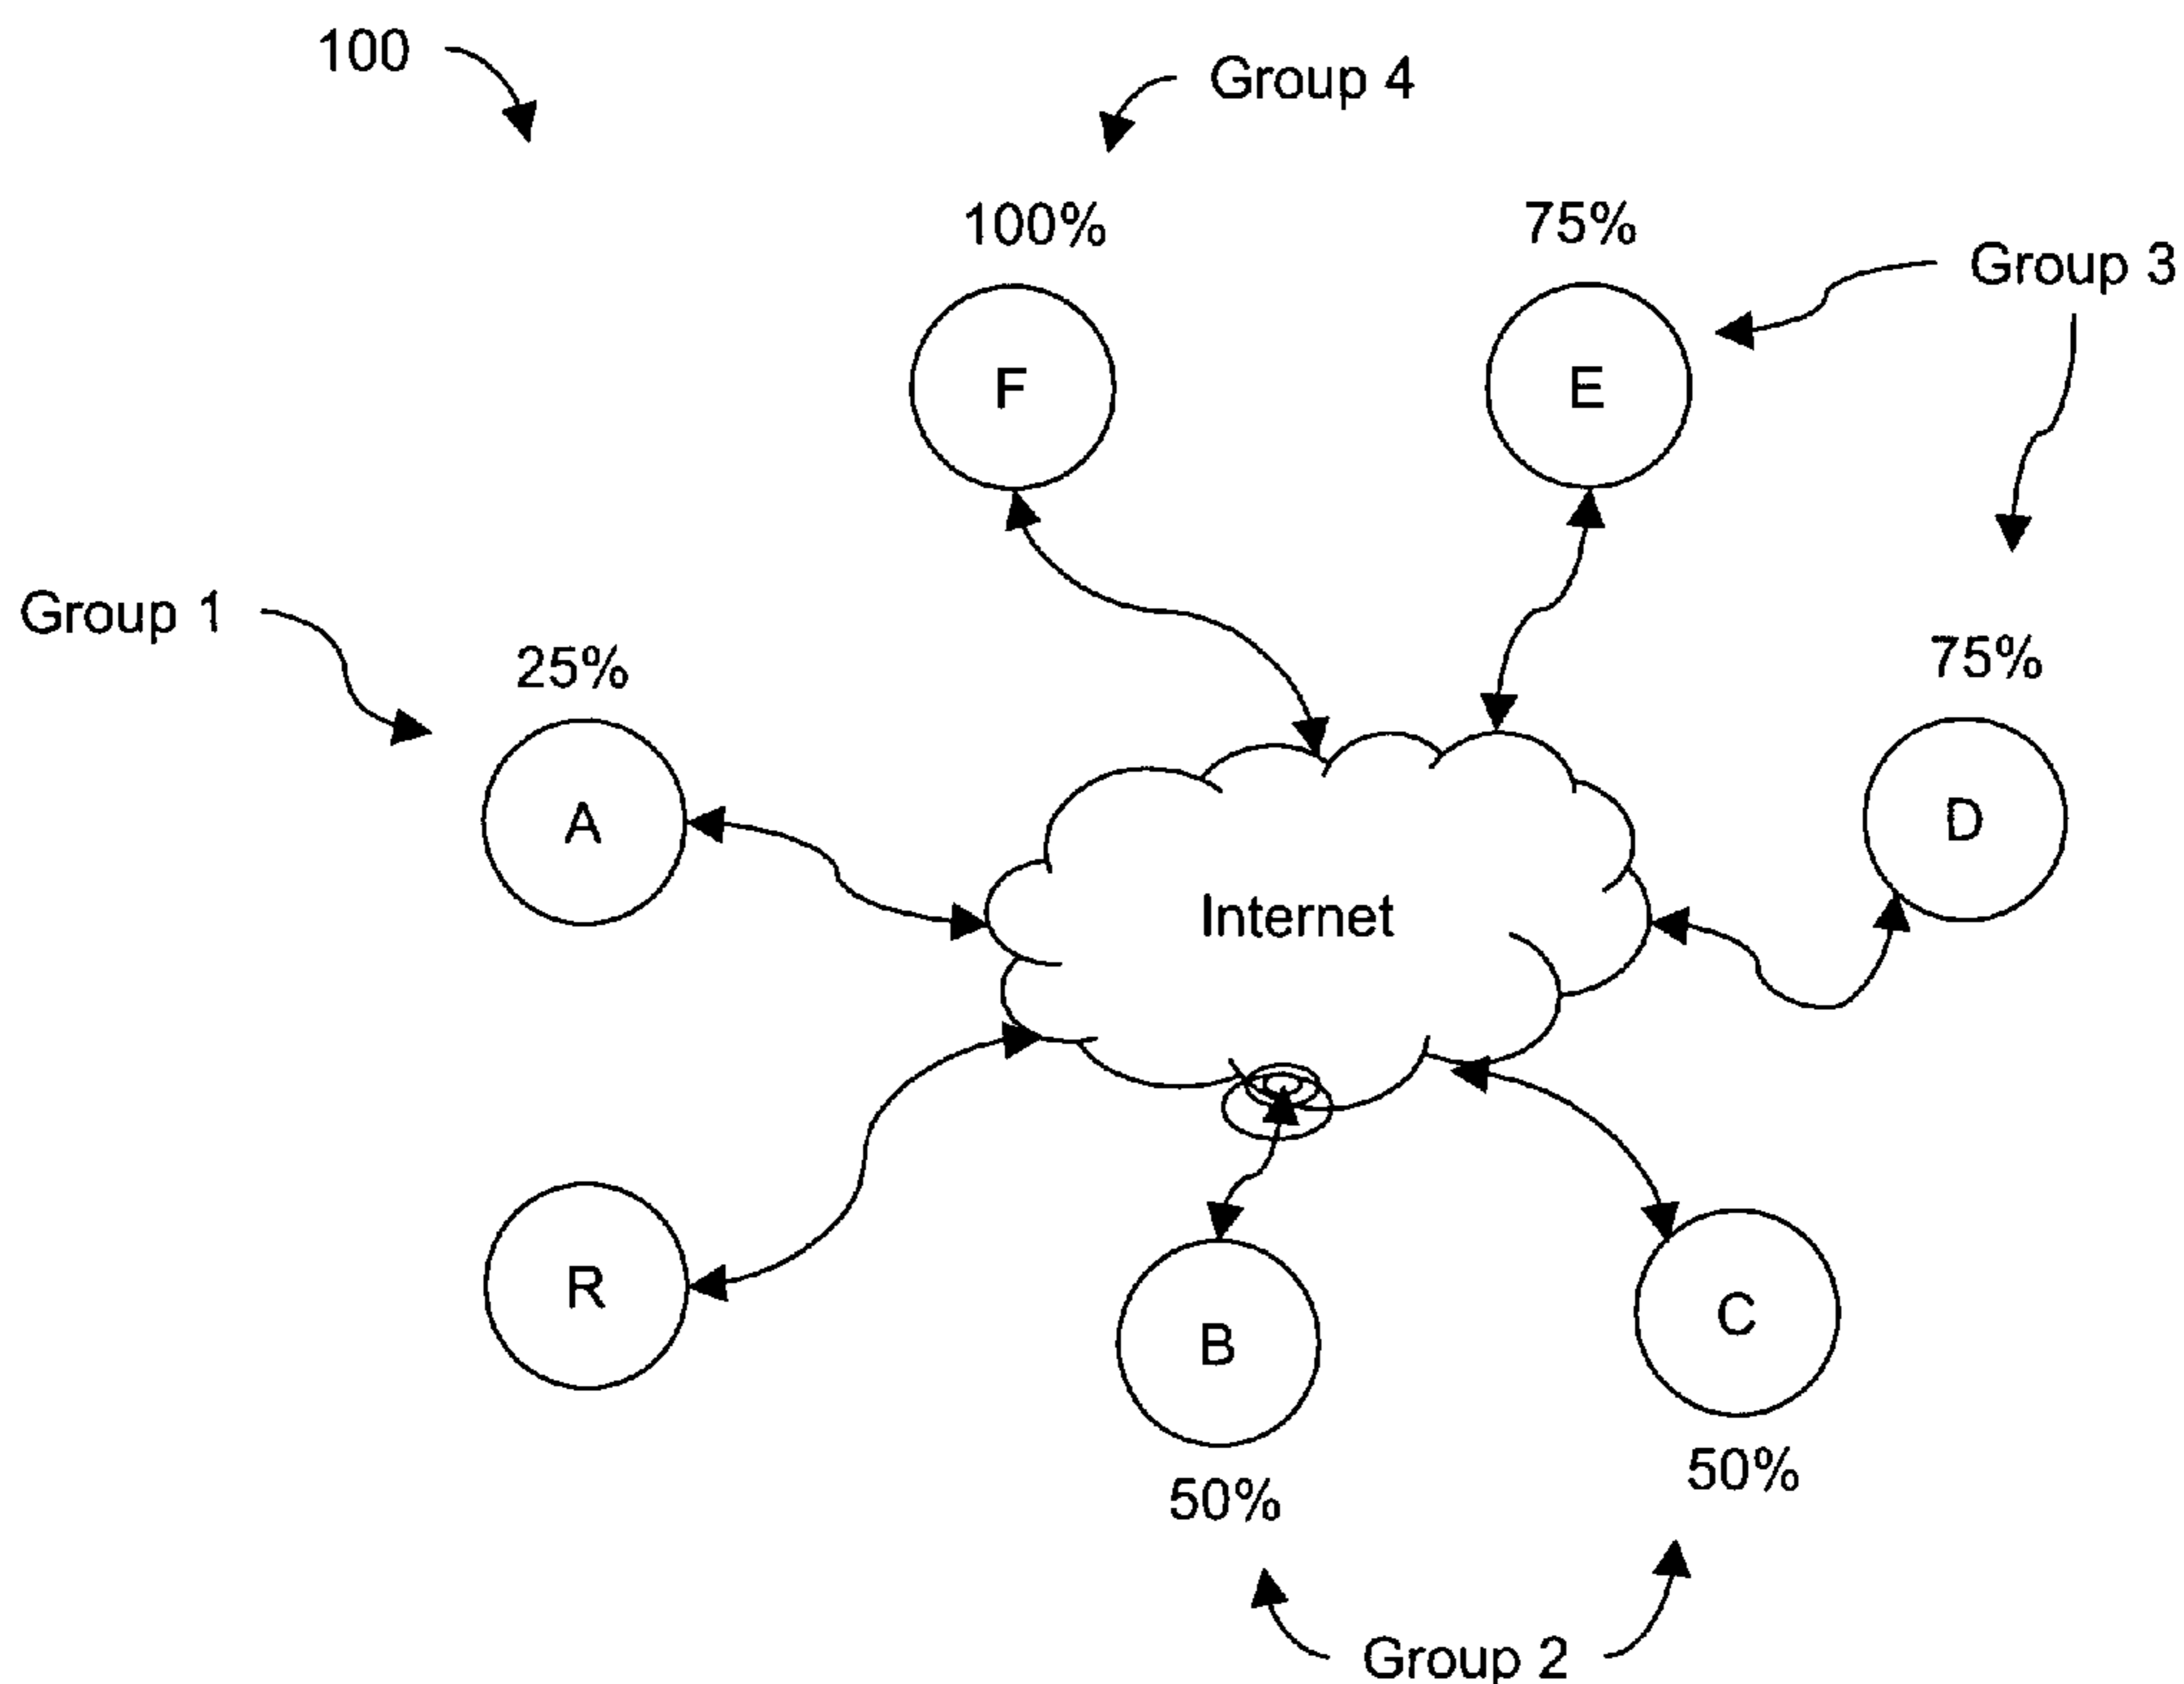 100
Group 4
100%
75%
Group 3
F
E
Group 1
25%
75%
A
D
Internet
R
B
C
50%
50%
Group 2